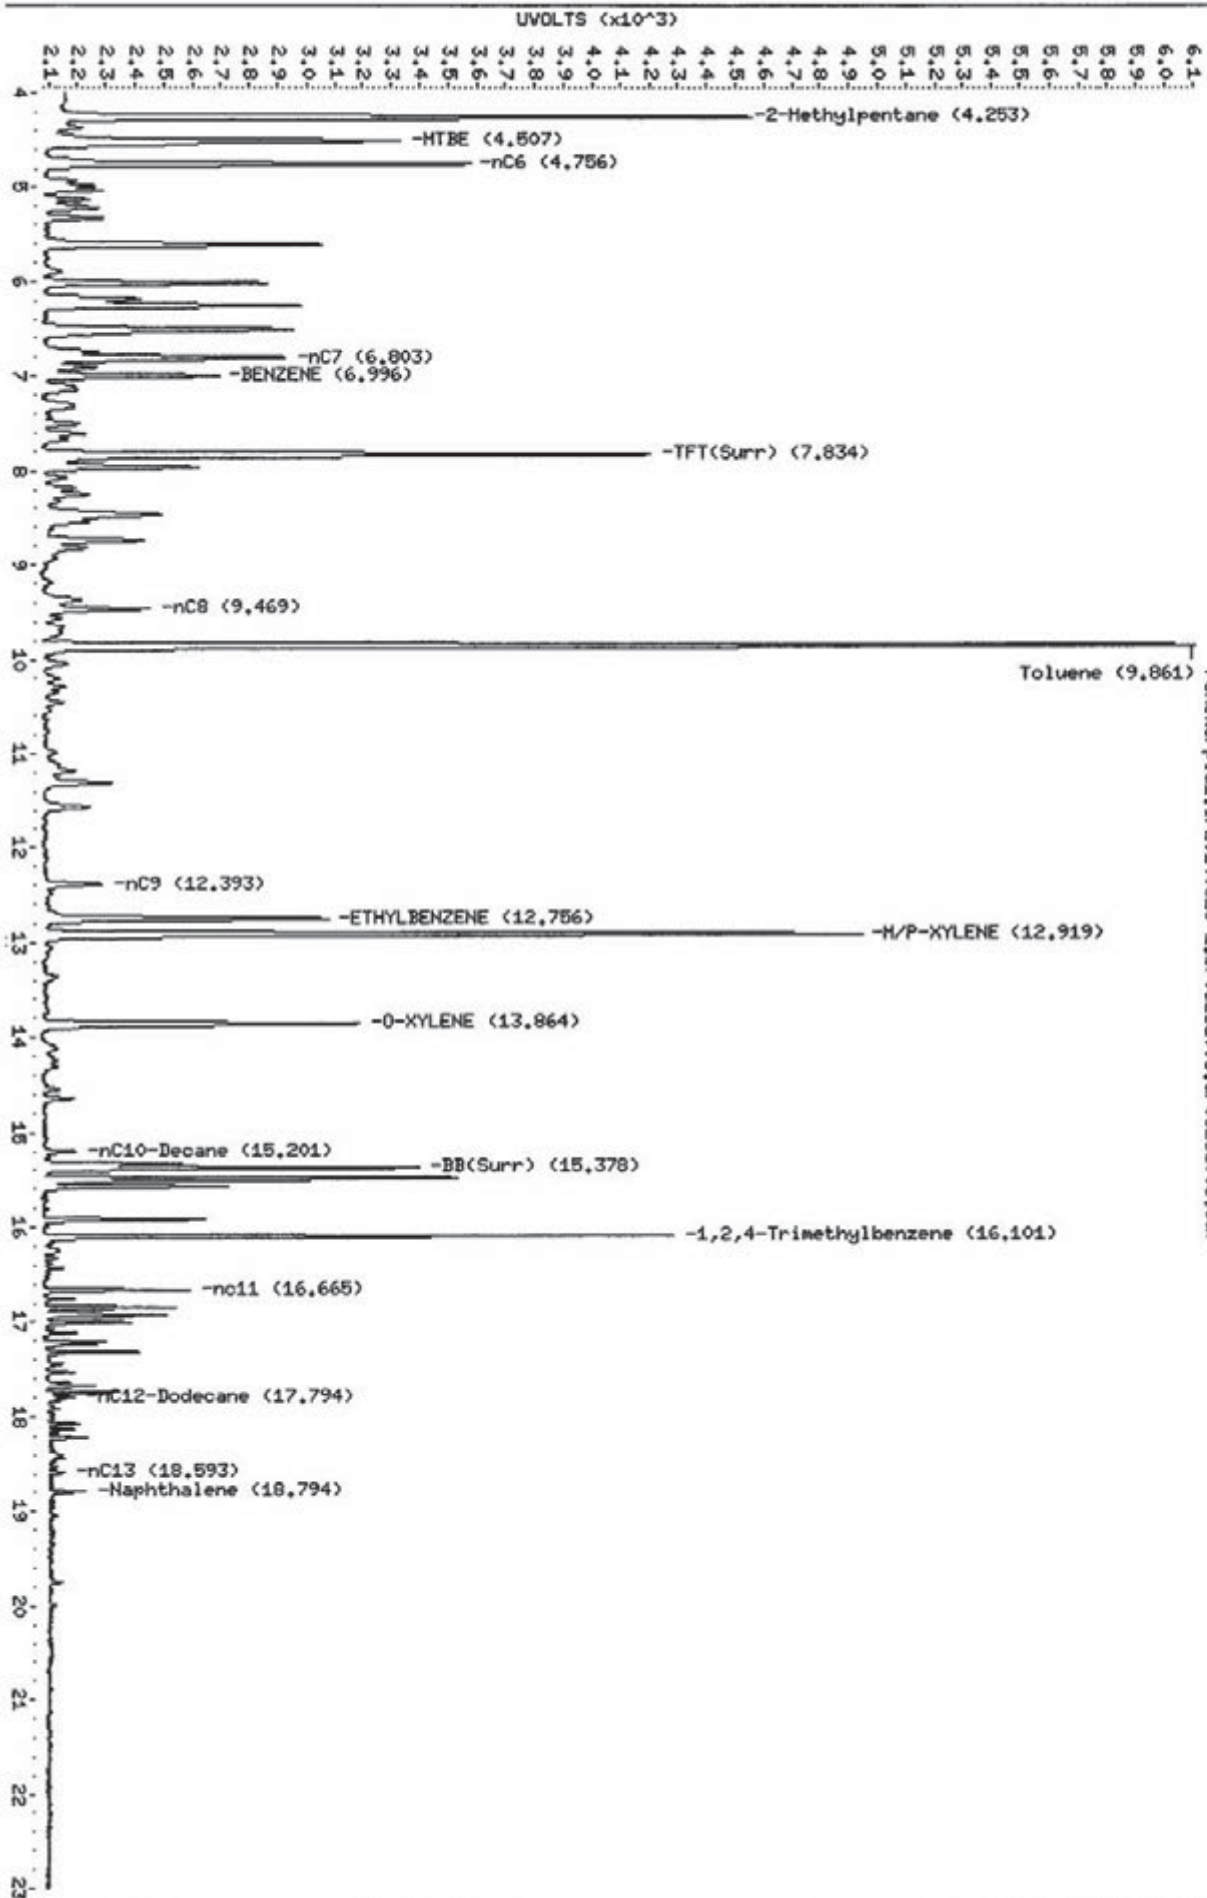 UVOLTS (x10^3)
2.1 2.2 2.3 2.4 2.5 2.6 2.7 2.8 2.9 3.0 3.1 3.2 3.3 3.4 3.5 3.6 3.7 3.8 3.9 4.0 4.1 4.2 4.3 4.4 4.5 4.6 4.7 4.8 4.9 5.0 5.1 5.2 5.3 5.4 5.5 5.6 5.7 5.8 5.9 6.0 6.1
4
-2-Methylpentane (4.253)
-MTBE (4.507)
-nC6 (4.756)
5
6
-nC7 (6.803)
-BENZENE (6.996)
7
-TFT(Surr) (7.834)
8
9
-nC8 (9.469)
10
Toluene (9.861)
11
12
-nC9 (12.393)
-ETHYLBENZENE (12.756)
-M/P-XYLENE (12.919)
13
-O-XYLENE (13.864)
14
15
-nC10-Decane (15.201)
-BB(Surr) (15.378)
16
-1,2,4-Trimethylbenzene (16.101)
-nc11 (16.665)
17
-nC12-Dodecane (17.794)
18
-nC13 (18.593)
-Naphthalene (18.794)
19
20
21
22
23